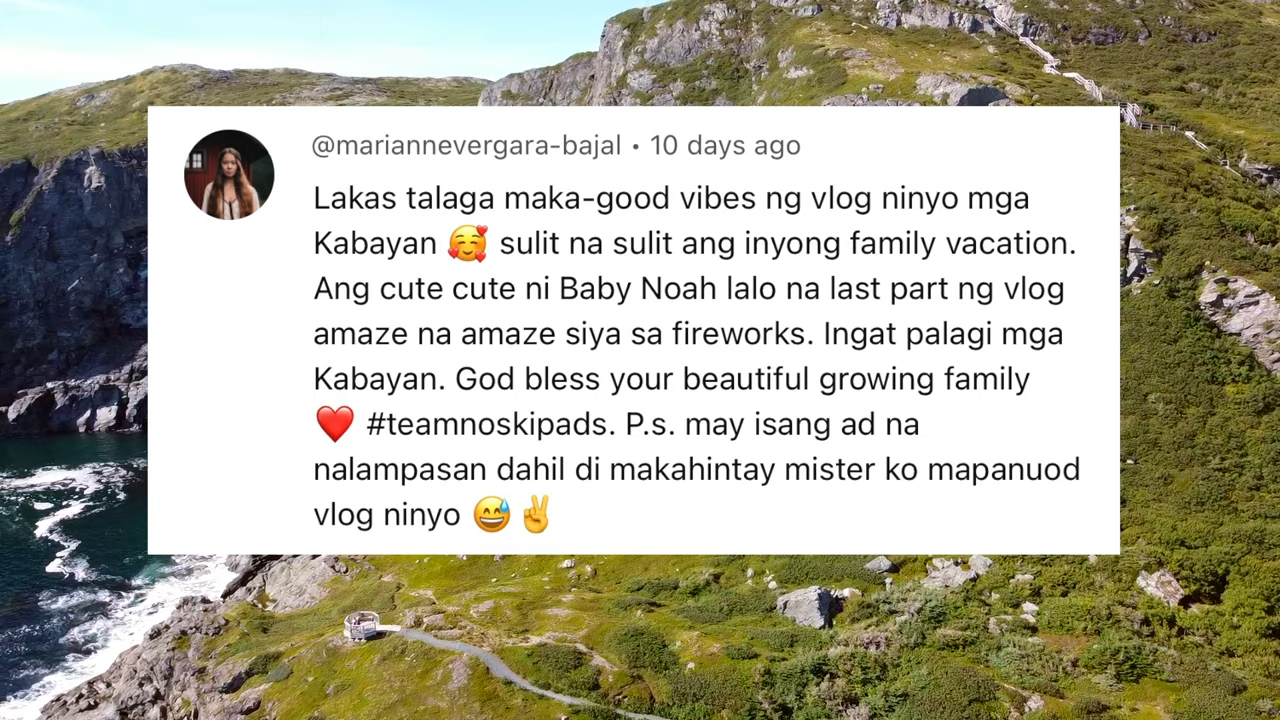 @mariannevergara-bajal • 10 days ago
Lakas talaga maka-good vibes ng vlog ninyo mga
Kabayan 🥰 sulit na sulit ang inyong family vacation.
Ang cute cute ni Baby Noah lalo na last part ng vlog
amaze na amaze siya sa fireworks. Ingat palagi mga
Kabayan. God bless your beautiful growing family
❤️ #teamnoskipads. P.s. may isang ad na
nalampasan dahil di makahintay mister ko mapanuod
vlog ninyo 😅✌️